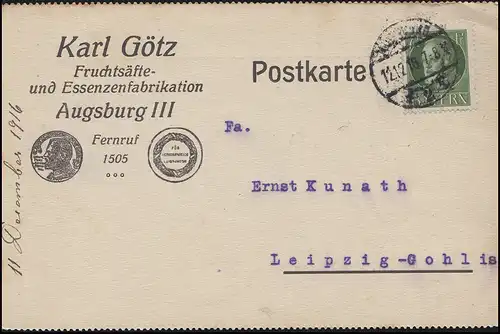 Karl Götz
Fruchtsäfte-
und Essenzenfabrikation
Augsburg III
Fernruf
1505
Postkarte
Fa.
Ernst Kunath
Leipzig-Gohlis
11 Dezember 1916